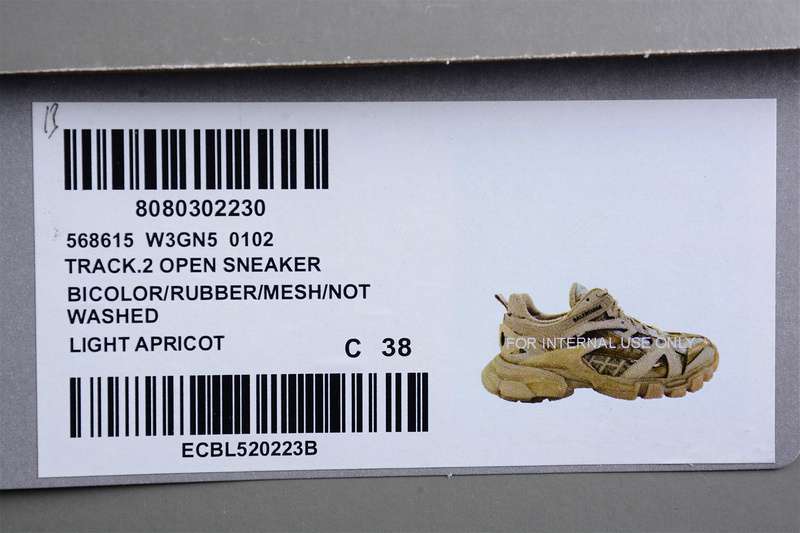 8080302230
568615 W3GN5 0102
TRACK.2 OPEN SNEAKER
BICOLOR/RUBBER/MESH/NOT
WASHED
LIGHT APRICOT
C 38
FOR INTERNAL USE ONLY
ECBL520223B